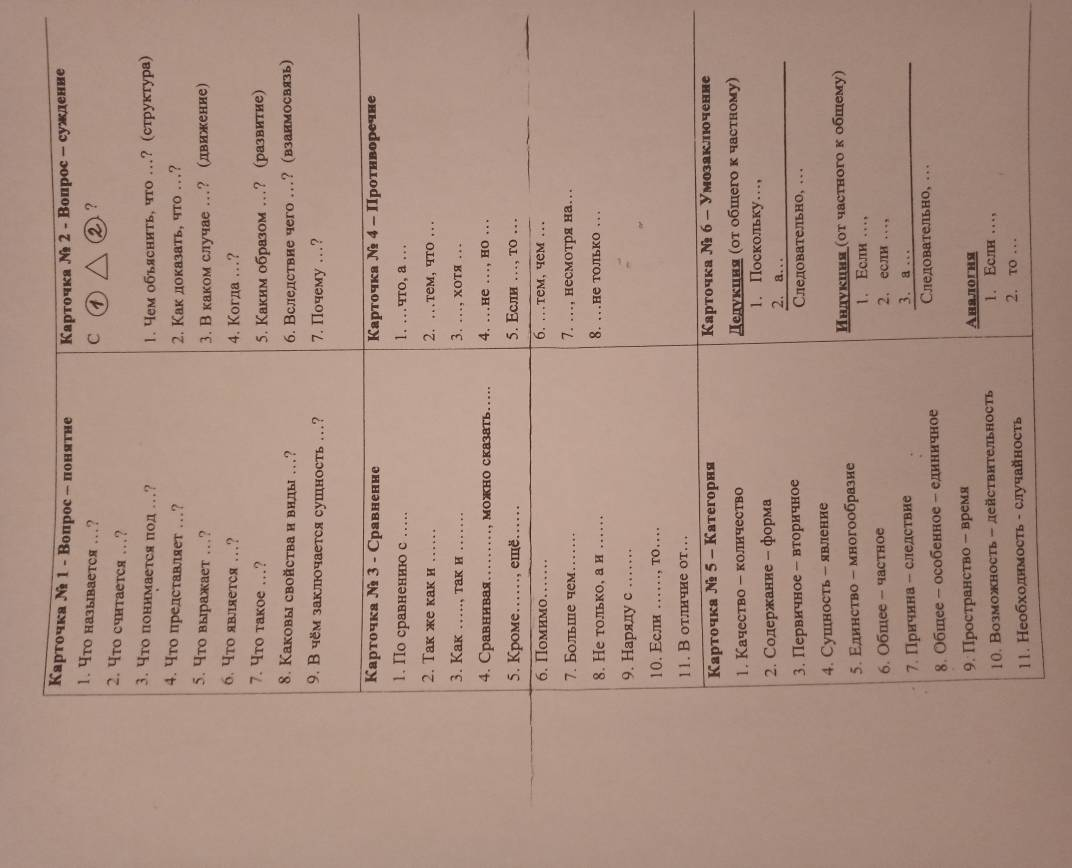 Карточка № 1 - Вопрос – понятие
1. Что называется …?
2. Что считается …?
3. Что понимается под …?
4. Что представляет …?
5. Что выражает …?
6. Что является …?
7. Что такое …?
8. Каковы свойства и виды …?
9. В чём заключается сущность …?
Карточка № 2 - Вопрос – суждение
С 1 △ 2 ?
1. Чем объяснить, что …? (структура)
2. Как доказать, что …?
3. В каком случае …? (движение)
4. Когда …?
5. Каким образом …? (развитие)
6. Вследствие чего …? (взаимосвязь)
7. Почему …?
Карточка № 3 - Сравнение
1. По сравнению с …..
2. Так же как и ……
3. Как ……, так и ……..
4. Сравнивая…………, можно сказать…..
5. Кроме…….., ещё…….
6. Помимо…….
7. Больше чем…….
8. Не только, а и …….
9. Наряду с ……..
10. Если ……., то….
11. В отличие от…
Карточка № 4 – Противоречие
1. …что, а …
2. …тем, что …
3. …, хотя …
4. …не …, но …
5. Если …, то …
6. …тем, чем …
7. …, несмотря на…
8. …не только …
Карточка № 5 – Категория
1. Качество – количество
2. Содержание – форма
3. Первичное – вторичное
4. Сущность – явление
5. Единство – многообразие
6. Общее – частное
7. Причина – следствие
8. Общее – особенное – единичное
9. Пространство – время
10. Возможность – действительность
11. Необходимость - случайность
Карточка № 6 – Умозаключение
Дедукция (от общего к частному)
1. Поскольку…,
2. а…
Следовательно, …
Индукция (от частного к общему)
1. Если …,
2. если …,
3. а…
Следовательно, …
Аналогия
1. Если …,
2. то …